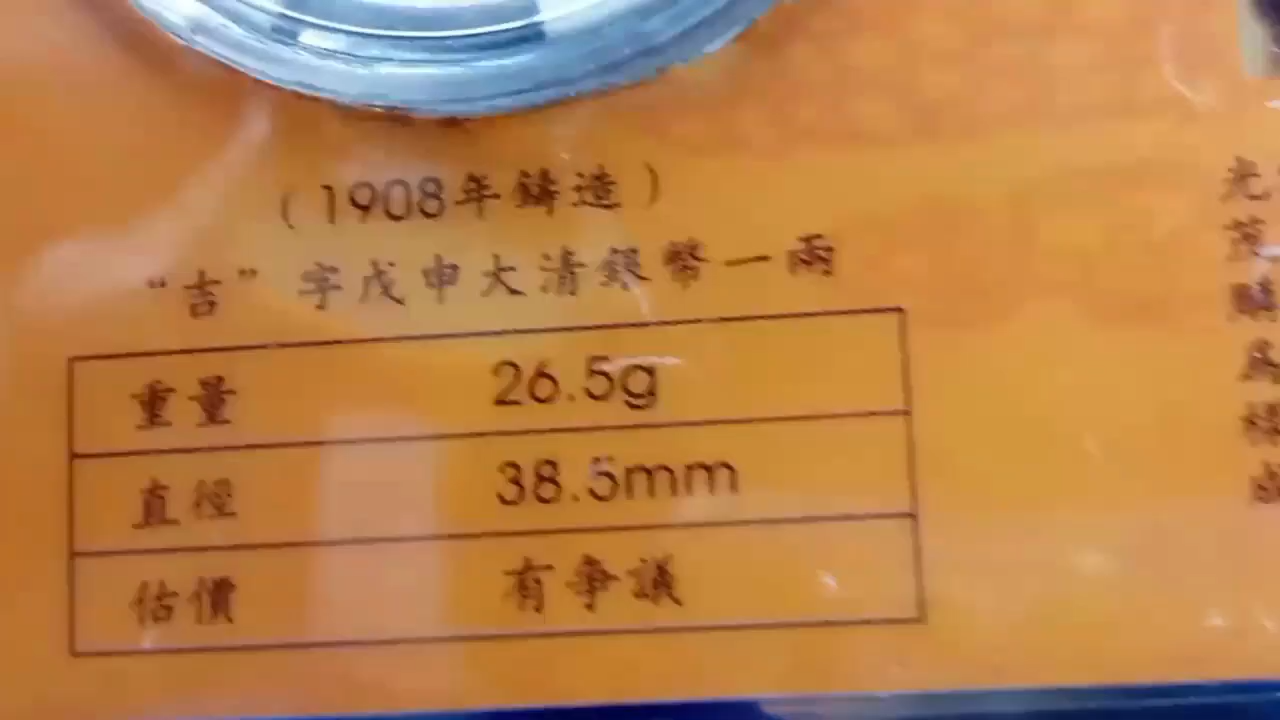 （1908年鑄造）
“吉”字戊申大清銀幣一兩
重量 26.5g
直徑 38.5mm
估價 有爭議